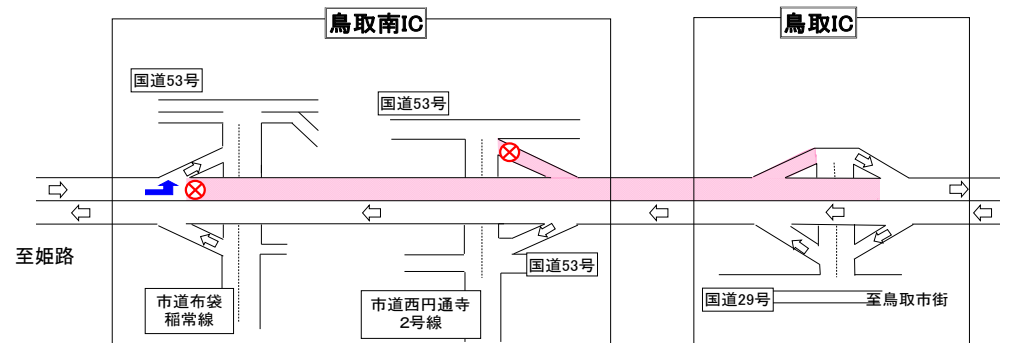 鳥取南IC
鳥取IC
国道53号
国道53号
至姫路
市道布袋
稲常線
市道西円通寺
2号線
国道53号
国道29号
至鳥取市街